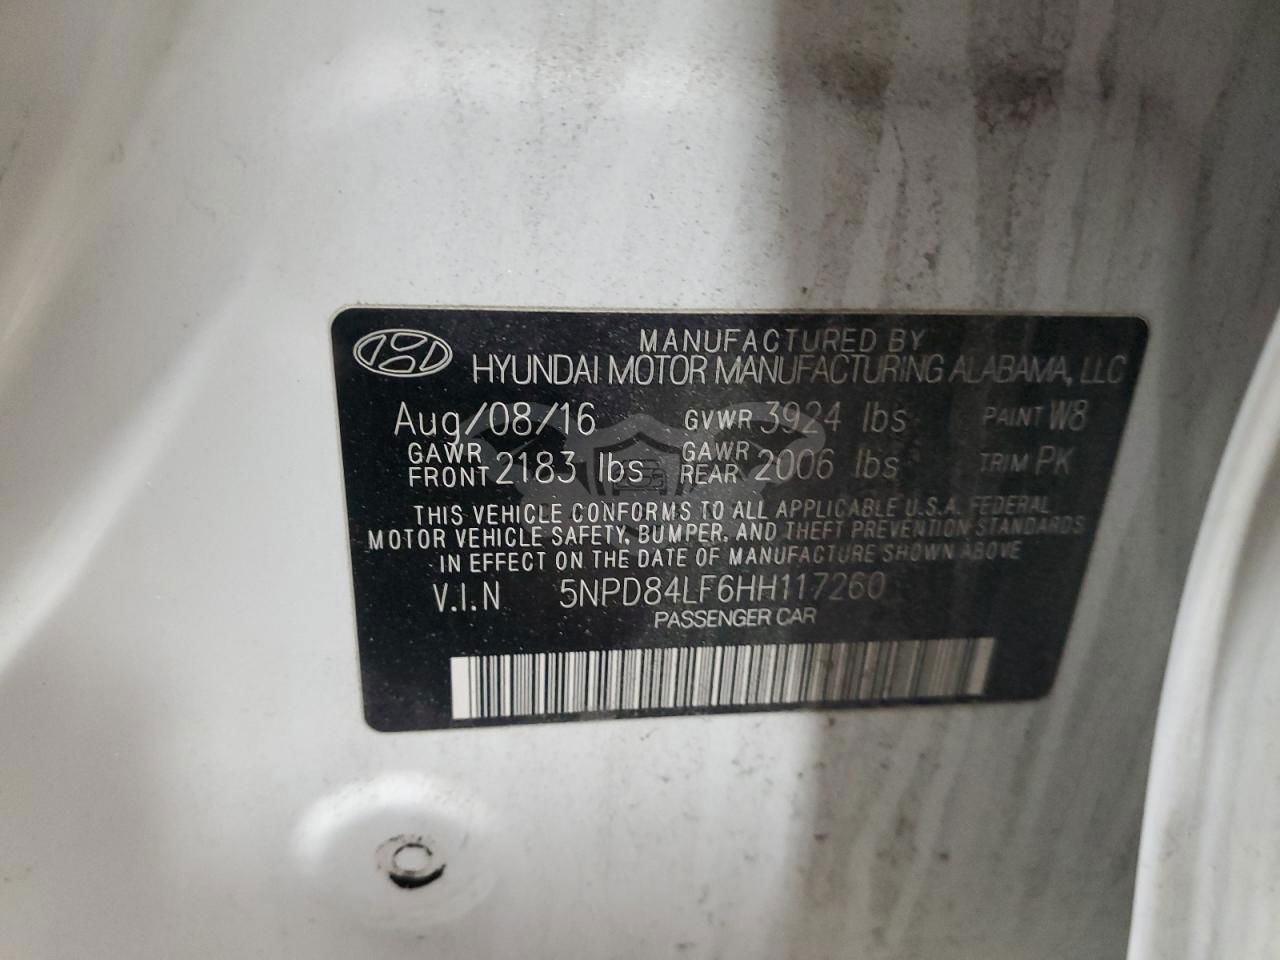 MANUFACTURED BY
HYUNDAI MOTOR MANUFACTURING ALABAMA, LLC
Aug/08/16 GVWR 3924 lbs PAINT W8
GAWR FRONT 2183 lbs GAWR REAR 2006 lbs TRIM PK
THIS VEHICLE CONFORMS TO ALL APPLICABLE U.S.A. FEDERAL
MOTOR VEHICLE SAFETY, BUMPER, AND THEFT PREVENTION STANDARDS
IN EFFECT ON THE DATE OF MANUFACTURE SHOWN ABOVE
V.I.N 5NPD84LF6HH117260
PASSENGER CAR